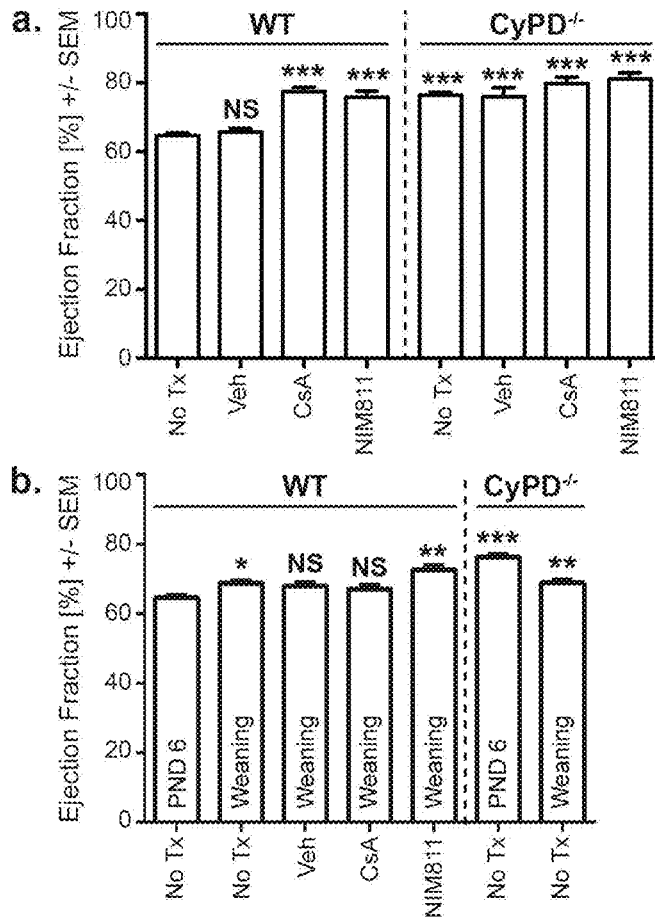 a.
WT
CyPD-/-
Ejection Fraction [%] +/- SEM
100
80
60
40
20
0
NS
***
***
***
***
***
***
No Tx
Veh
CsA
NIM811
No Tx
Veh
CsA
NIM811
b.
WT
CyPD-/-
Ejection Fraction [%] +/- SEM
100
80
60
40
20
0
*
NS
NS
**
***
**
PND 6
Weaning
Weaning
Weaning
Weaning
PND 6
Weaning
No Tx
No Tx
Veh
CsA
NIM811
No Tx
No Tx